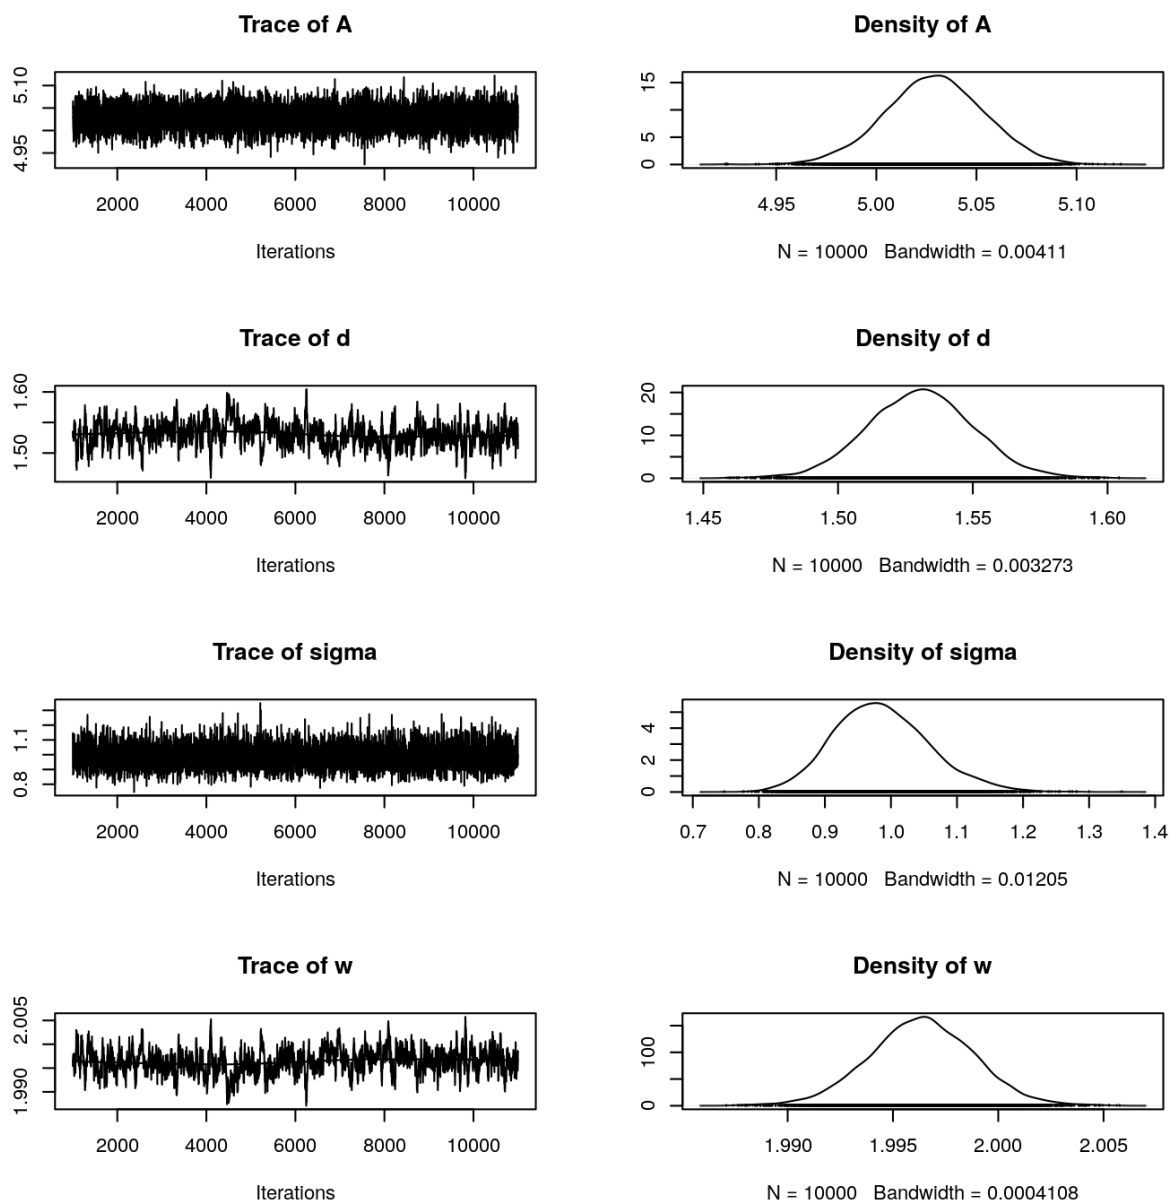 Trace of A
Density of A
4.95 5.10
0 5 15
2000 4000 6000 8000 10000
4.95 5.00 5.05 5.10
Iterations
N = 10000 Bandwidth = 0.00411
Trace of d
Density of d
1.50 1.60
0 10 20
2000 4000 6000 8000 10000
1.45 1.50 1.55 1.60
Iterations
N = 10000 Bandwidth = 0.003273
Trace of sigma
Density of sigma
0.8 1.1
0 2 4
2000 4000 6000 8000 10000
0.7 0.8 0.9 1.0 1.1 1.2 1.3 1.4
Iterations
N = 10000 Bandwidth = 0.01205
Trace of w
Density of w
1.990 2.005
0 100
2000 4000 6000 8000 10000
1.990 1.995 2.000 2.005
Iterations
N = 10000 Bandwidth = 0.0004108